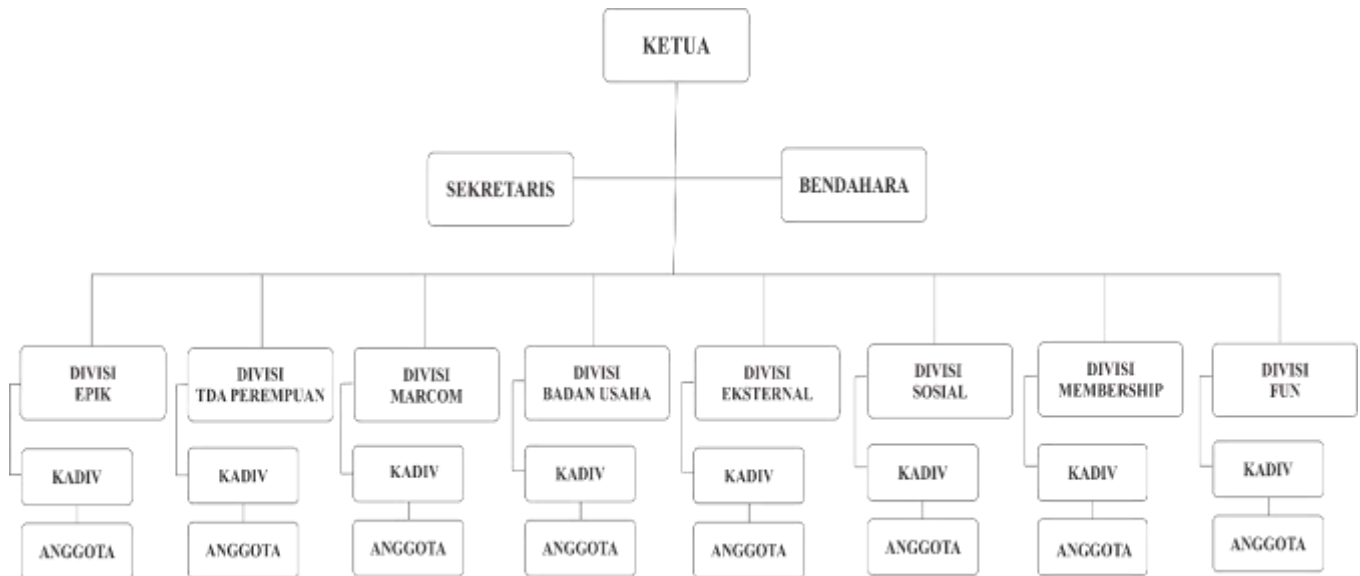 KETUA
SEKRETARIS
BENDAHARA
DIVISI
EPIK
DIVISI
TDA PEREMPUAN
DIVISI
MARCOM
DIVISI
BADAN USAHA
DIVISI
EKSTERNAL
DIVISI
SOSIAL
DIVISI
MEMBERSHIP
DIVISI
FUN
KADIV
KADIV
KADIV
KADIV
KADIV
KADIV
KADIV
KADIV
ANGGOTA
ANGGOTA
ANGGOTA
ANGGOTA
ANGGOTA
ANGGOTA
ANGGOTA
ANGGOTA